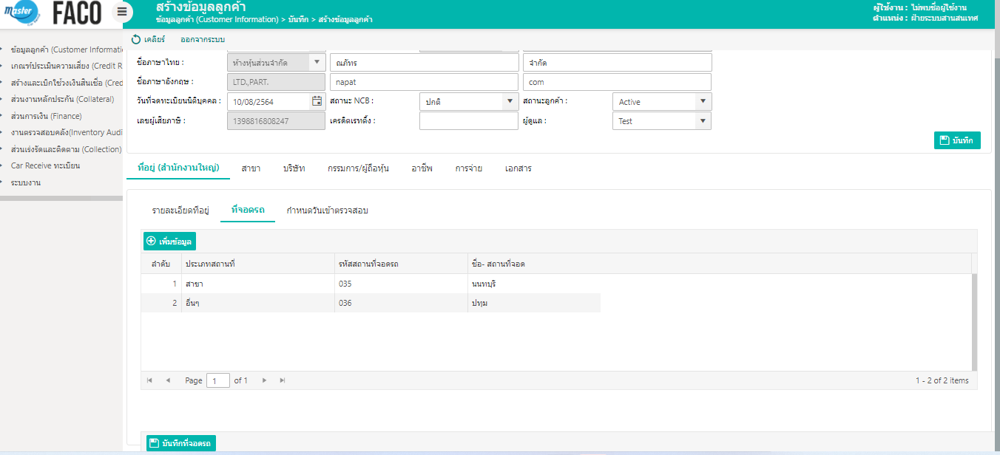 Master FACO
สร้างข้อมูลลูกค้า
ข้อมูลลูกค้า (Customer Information) > บันทึก > สร้างข้อมูลลูกค้า
ผู้ใช้งาน : ไม่พบชื่อผู้ใช้งาน
ตำแหน่ง : ฝ่ายระบบสานสนเทศ
เคลียร์ ออกจากระบบ
ข้อมูลลูกค้า (Customer Informati
เกณฑ์ประเมินความเสี่ยง (Credit R
สร้างและเบิกใช้วงเงินสินเชื่อ (Cred
ส่วนงานหลักประกัน (Collateral)
ส่วนการเงิน (Finance)
งานตรวจสอบคลัง(Inventory Audi
ส่วนเร่งรัดและติดตาม (Collection)
Car Receive ทะเบียน
ระบบงาน
ชื่อภาษาไทย : ห้างหุ้นส่วนจำกัด ณภัทร จำกัด
ชื่อภาษาอังกฤษ : LTD.,PART. napat com
วันที่จดทะเบียนนิติบุคคล : 10/08/2564 สถานะ NCB : ปกติ สถานะลูกค้า : Active
เลขผู้เสียภาษี : 1398816808247 เครดิตเรทติ้ง : ผู้ดูแล : Test
บันทึก
ที่อยู่ (สำนักงานใหญ่) สาขา บริษัท กรรมการ/ผู้ถือหุ้น อาชีพ การจ่าย เอกสาร
รายละเอียดที่อยู่ ที่จอดรถ กำหนดวันเข้าตรวจสอบ
เพิ่มข้อมูล
ลำดับ ประเภทสถานที่ รหัสสถานที่จอดรถ ชื่อ- สถานที่จอด
1 สาขา 035 นนทบุรี
2 อื่นๆ 036 ปทุม
Page 1 of 1 1 - 2 of 2 items
บันทึกที่จอดรถ